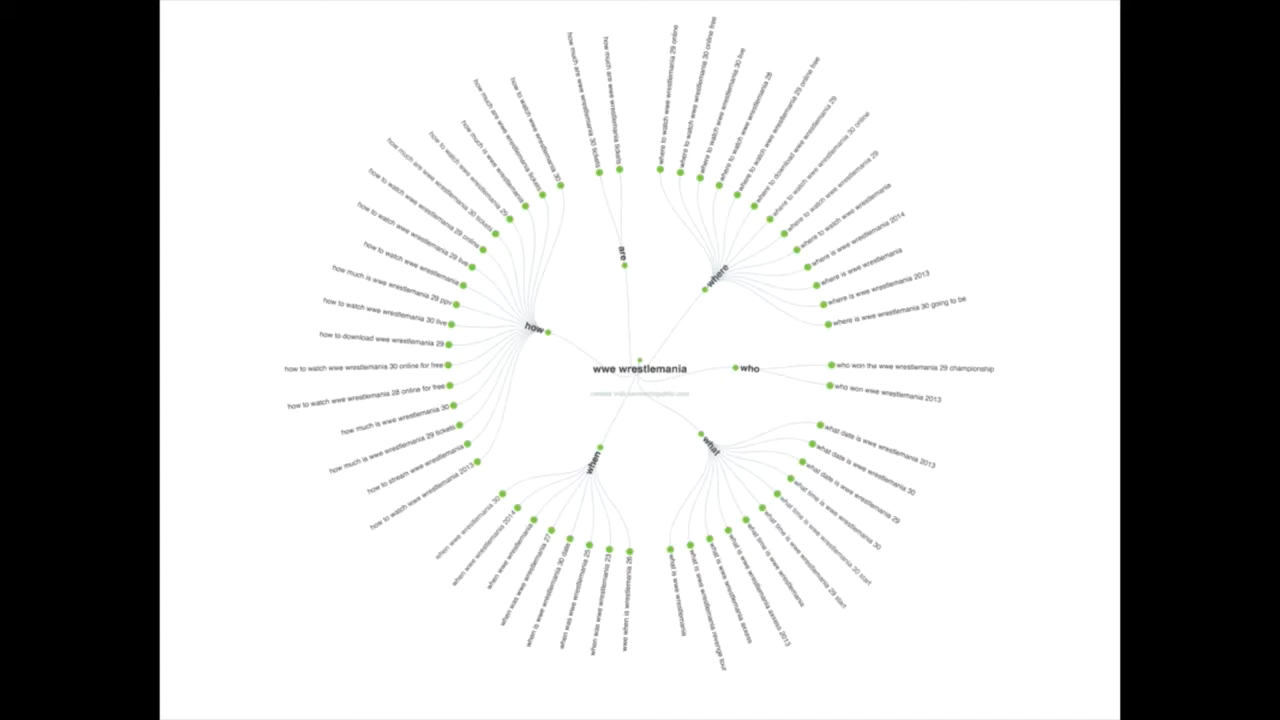 wwe wrestlemania
are
how much are wwe wrestlemania 30 tickets
how much are wwe wrestlemania tickets
where
where to watch wwe wrestlemania 29 online
where to watch wwe wrestlemania 30 online free
where to watch wwe wrestlemania 30 live
where to watch wwe wrestlemania 28
where to watch wwe wrestlemania 29 online free
where to download wwe wrestlemania 29
where to watch wwe wrestlemania 30 online
where to watch wwe wrestlemania 29
where to watch wwe wrestlemania
where is wwe wrestlemania 2014
where is wwe wrestlemania
where is wwe wrestlemania 2013
where is wwe wrestlemania 30 going to be
who
who won the wwe wrestlemania 29 championship
who won wwe wrestlemania 2013
what
what date is wwe wrestlemania 2013
what date is wwe wrestlemania 30
what date is wwe wrestlemania 29
what time is wwe wrestlemania 30
what time is wwe wrestlemania 30 start
what time is wwe wrestlemania 29 start
what time is wwe wrestlemania
what is wwe wrestlemania axxess 2013
what is wwe wrestlemania axxess
what is wwe wrestlemania revenge tour
what is wwe wrestlemania
when
wwe when is wrestlemania 26
when was wwe wrestlemania 23
when was wwe wrestlemania 25
when is wwe wrestlemania 30 date
when was wwe wrestlemania 27
when wwe wrestlemania
when wwe wrestlemania 2014
when wwe wrestlemania 30
how
how to watch wwe wrestlemania 2013
how to stream wwe wrestlemania
how much is wwe wrestlemania 29 tickets
how much is wwe wrestlemania 30
how to watch wwe wrestlemania 28 online for free
how to watch wwe wrestlemania 30 online for free
how to download wwe wrestlemania 29
how to watch wwe wrestlemania 30 live
how much is wwe wrestlemania 29 ppv
how to watch wwe wrestlemania
how to watch wwe wrestlemania 29 live
how to watch wwe wrestlemania 29 online
how much are wwe wrestlemania 30 tickets
how to watch wwe wrestlemania 29
how much is wwe wrestlemania
how much are wwe wrestlemania tickets
how to watch wwe wrestlemania 30